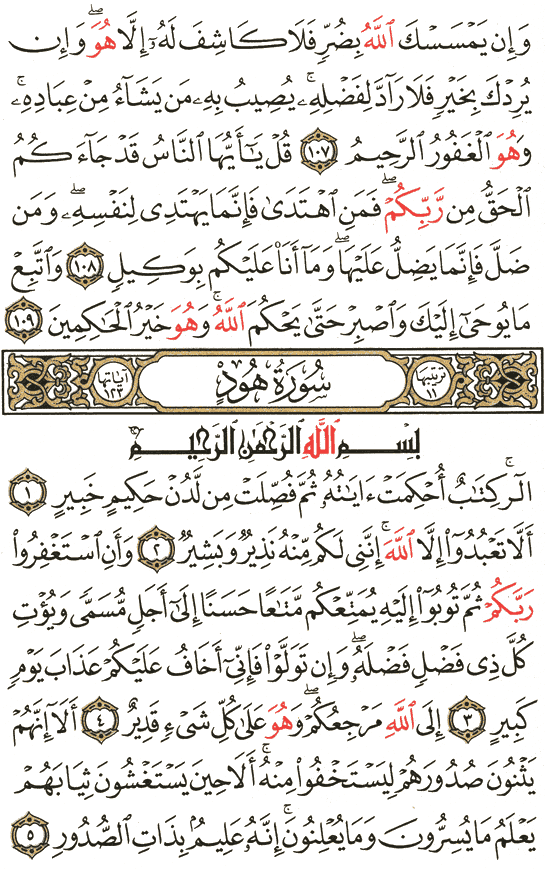 وَإِن يَمْسَسْكَ ٱللَّهُ بِضُرٍّ فَلَا كَاشِفَ لَهُۥٓ إِلَّا هُوَ ۖ وَإِن
يُرِدْكَ بِخَيْرٍ فَلَا رَآدَّ لِفَضْلِهِۦ ۚ يُصِيبُ بِهِۦ مَن يَشَآءُ مِنْ عِبَادِهِۦ ۚ
وَهُوَ ٱلْغَفُورُ ٱلرَّحِيمُ ١٠٧ قُلْ يَـٰٓأَيُّهَا ٱلنَّاسُ قَدْ جَآءَكُمُ
ٱلْحَقُّ مِن رَّبِّكُمْ ۖ فَمَنِ ٱهْتَدَىٰ فَإِنَّمَا يَهْتَدِى لِنَفْسِهِۦ ۖ وَمَن
ضَلَّ فَإِنَّمَا يَضِلُّ عَلَيْهَا ۖ وَمَآ أَنَا۠ عَلَيْكُم بِوَكِيلٍ ١٠٨ وَٱتَّبِعْ
مَا يُوحَىٰٓ إِلَيْكَ وَٱصْبِرْ حَتَّىٰ يَحْكُمَ ٱللَّهُ ۚ وَهُوَ خَيْرُ ٱلْحَـٰكِمِينَ ١٠٩
ترتيبها ١١ سُورَةُ هُودٍ آياتها ١٢٣
بِسْمِ ٱللَّهِ ٱلرَّحْمَـٰنِ ٱلرَّحِيمِ
الٓر ۚ كِتَـٰبٌ أُحْكِمَتْ ءَايَـٰتُهُۥ ثُمَّ فُصِّلَتْ مِن لَّدُنْ حَكِيمٍ خَبِيرٍ ١
أَلَّا تَعْبُدُوٓا۟ إِلَّا ٱللَّهَ ۚ إِنَّنِى لَكُم مِّنْهُ نَذِيرٌ وَبَشِيرٌ ٢ وَأَنِ ٱسْتَغْفِرُوا۟
رَبَّكُمْ ثُمَّ تُوبُوٓا۟ إِلَيْهِ يُمَتِّعْكُم مَّتَـٰعًا حَسَنًا إِلَىٰٓ أَجَلٍ مُّسَمًّى وَيُؤْتِ
كُلَّ ذِى فَضْلٍ فَضْلَهُۥ ۖ وَإِن تَوَلَّوْا۟ فَإِنِّىٓ أَخَافُ عَلَيْكُمْ عَذَابَ يَوْمٍ
كَبِيرٍ ٣ إِلَى ٱللَّهِ مَرْجِعُكُمْ ۖ وَهُوَ عَلَىٰ كُلِّ شَىْءٍ قَدِيرٌ ٤ أَلَآ إِنَّهُمْ
يَثْنُونَ صُدُورَهُمْ لِيَسْتَخْفُوا۟ مِنْهُ ۚ أَلَا حِينَ يَسْتَغْشُونَ ثِيَابَهُمْ
يَعْلَمُ مَا يُسِرُّونَ وَمَا يُعْلِنُونَ ۚ إِنَّهُۥ عَلِيمٌۢ بِذَاتِ ٱلصُّدُورِ ٥